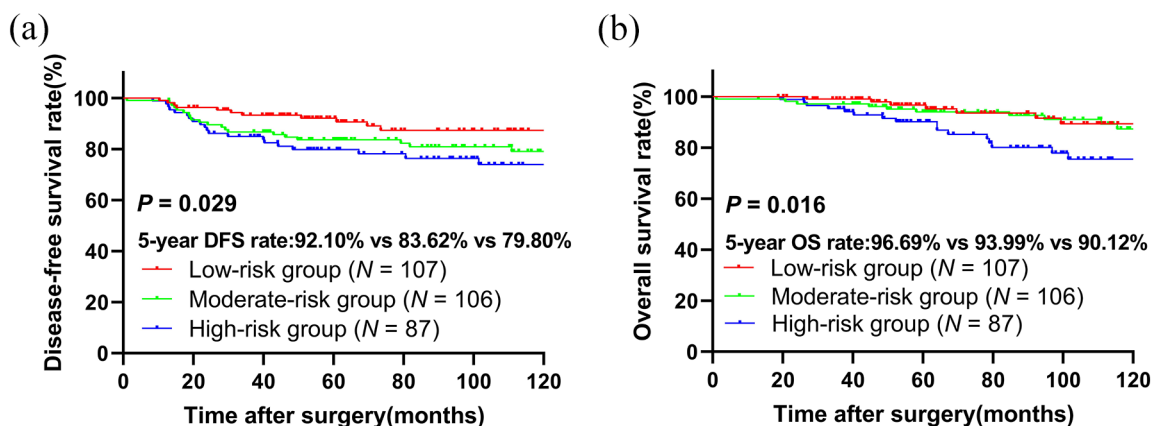 (a)
Disease-free survival rate(%)
100
80
60
40
20
0
P = 0.029
5-year DFS rate:92.10% vs 83.62% vs 79.80%
Low-risk group (N = 107)
Moderate-risk group (N = 106)
High-risk group (N = 87)
0 20 40 60 80 100 120
Time after surgery(months)
(b)
Overall survival rate(%)
100
80
60
40
20
0
P = 0.016
5-year OS rate:96.69% vs 93.99% vs 90.12%
Low-risk group (N = 107)
Moderate-risk group (N = 106)
High-risk group (N = 87)
0 20 40 60 80 100 120
Time after surgery(months)